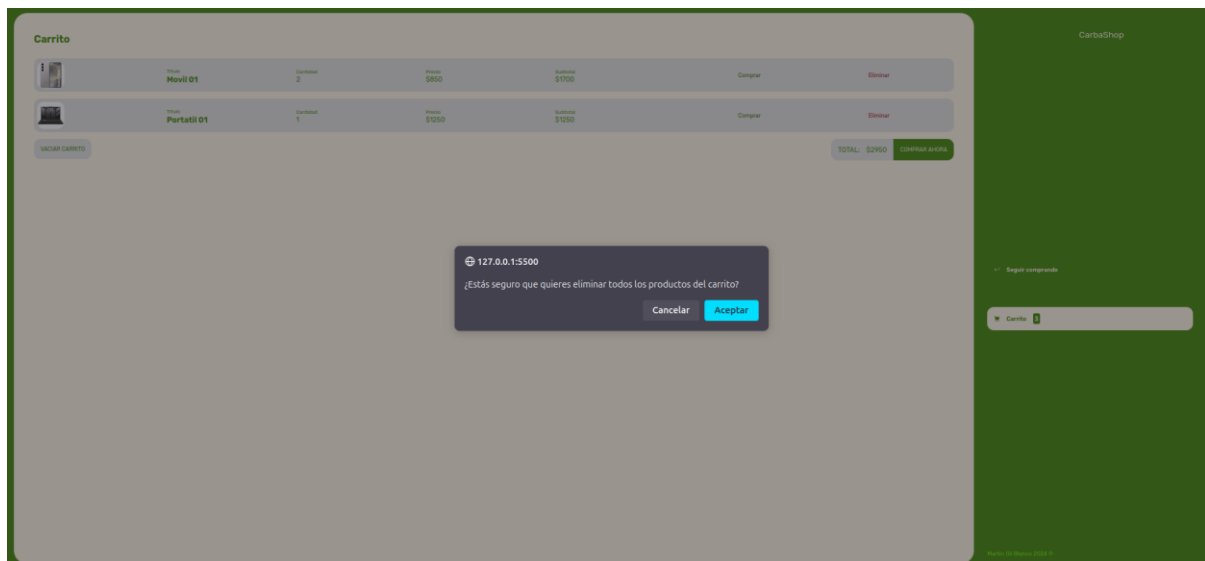 Carrito
CarbaShop
Título
Cantidad
Precio
Subtotal
Movil 01
2
$850
$1700
Comprar
Eliminar
Título
Cantidad
Precio
Subtotal
Portatil 01
1
$1250
$1250
Comprar
Eliminar
VACIAR CARRITO
TOTAL: $2950
COMPRAR AHORA
127.0.0.1:5500
¿Estás seguro que quieres eliminar todos los productos del carrito?
Cancelar
Aceptar
Seguir comprando
Carrito 3